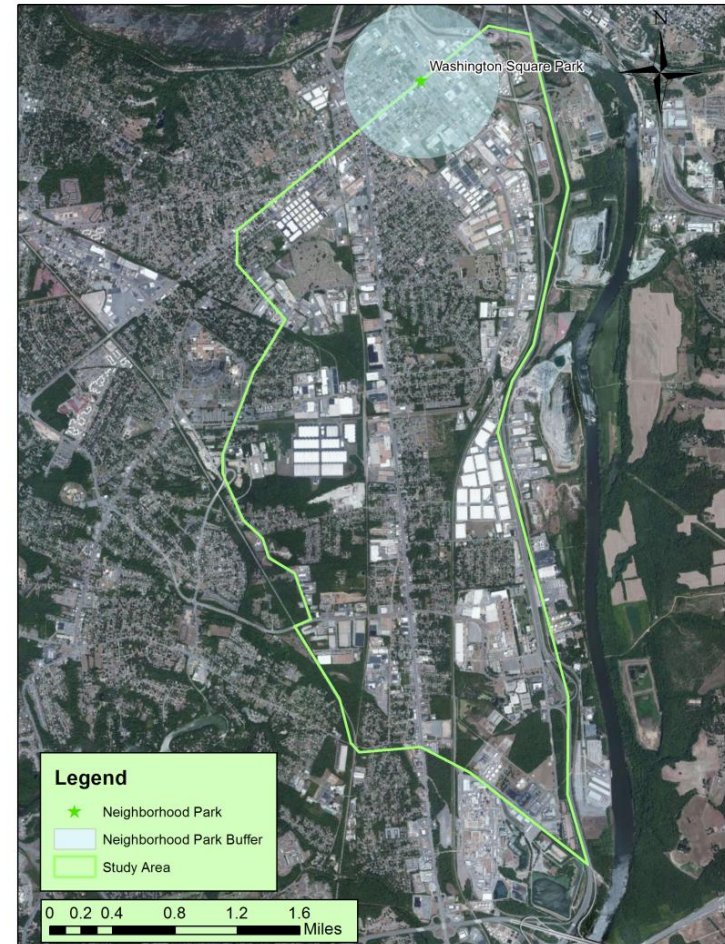 N
Washington Square Park
Legend
Neighborhood Park
Neighborhood Park Buffer
Study Area
0 0.2 0.4 0.8 1.2 1.6
Miles